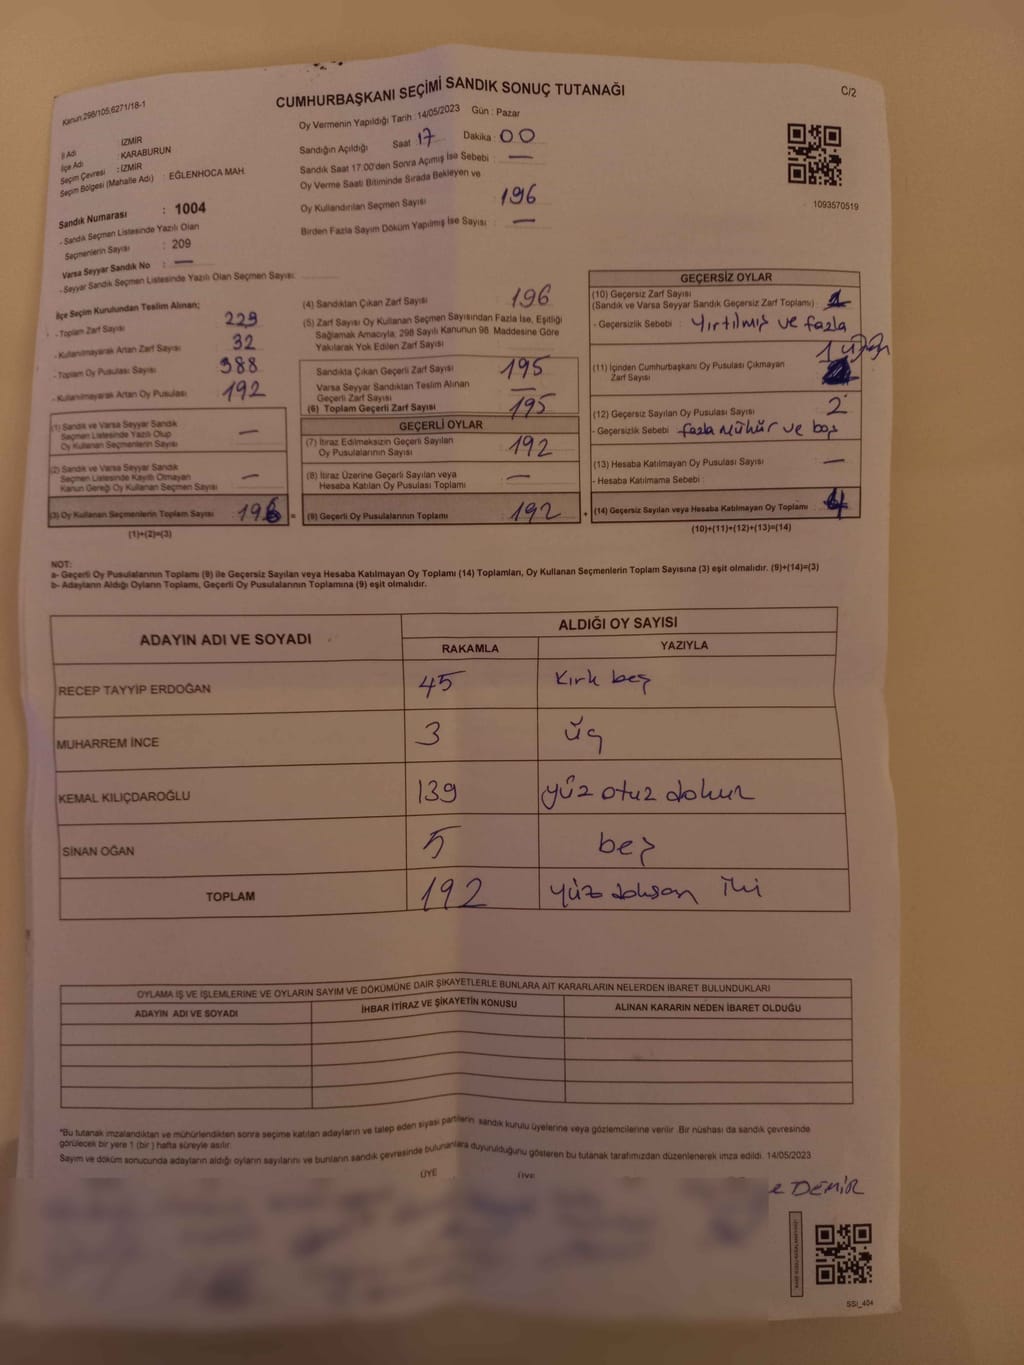 Kanun:298/105,6271/18-1
CUMHURBAŞKANI SEÇİMİ SANDIK SONUÇ TUTANAĞI
C/2
İl Adı : İZMİR
İlçe Adı : KARABURUN
Seçim Çevresi : İZMİR
Seçim Bölgesi (Mahalle Adı) : EĞLENHOCA MAH.
Oy Vermenin Yapıldığı Tarih : 14/05/2023 Gün : Pazar
Sandığın Açıldığı Saat 17 Dakika : 00
Sandık Saat 17:00'den Sonra Açımış İse Sebebi : —
Oy Verme Saati Bitiminde Sırada Bekleyen ve
Oy Kullandırılan Seçmen Sayısı : 196
Birden Fazla Sayım Döküm Yapılmış İse Sayısı : —
1093570519
Sandık Numarası : 1004
- Sandık Seçmen Listesinde Yazılı Olan
Seçmenlerin Sayısı : 209
Varsa Seyyar Sandık No : —
- Seyyar Sandık Seçmen Listesinde Yazılı Olan Seçmen Sayısı:
İlçe Seçim Kurulundan Teslim Alınan;
- Toplam Zarf Sayısı 229
- Kullanılmayarak Artan Zarf Sayısı 32
- Toplam Oy Pusulası Sayısı 388
- Kullanılmayarak Artan Oy Pusulası 192
(1) Sandık ve Varsa Seyyar Sandık
Seçmen Listesinde Yazılı Olup
Oy Kullanan Seçmenlerin Sayısı —
(2) Sandık ve Varsa Seyyar Sandık
Seçmen Listesinde Kayıtlı Olmayan
Kanun Gereği Oy Kullanan Seçmen Sayısı —
(3) Oy Kullanan Seçmenlerin Toplam Sayısı 196 =
(1)+(2)=(3)
(4) Sandıktan Çıkan Zarf Sayısı 196
(5) Zarf Sayısı Oy Kullanan Seçmen Sayısından Fazla İse, Eşitliği
Sağlamak Amacıyla, 298 Sayılı Kanunun 98. Maddesine Göre
Yakılarak Yok Edilen Zarf Sayısı
Sandıkta Çıkan Geçerli Zarf Sayısı 195
Varsa Seyyar Sandıktan Teslim Alınan
Geçerli Zarf Sayısı —
(6) Toplam Geçerli Zarf Sayısı 195
GEÇERLİ OYLAR
(7) İtiraz Edilmeksizin Geçerli Sayılan
Oy Pusulalarının Sayısı 192
(8) İtiraz Üzerine Geçerli Sayılan veya
Hesaba Katılan Oy Pusulası Toplamı —
(9) Geçerli Oy Pusulalarının Toplamı 192 +
GEÇERSİZ OYLAR
(10) Geçersiz Zarf Sayısı
(Sandık ve Varsa Seyyar Sandık Geçersiz Zarf Toplamı) : 1
- Geçersizlik Sebebi : Yırtılmış ve fazla
(11) İçinden Cumhurbaşkanı Oy Pusulası Çıkmayan
Zarf Sayısı
(12) Geçersiz Sayılan Oy Pusulası Sayısı : 2
- Geçersizlik Sebebi : fazla mühür ve boş
(13) Hesaba Katılmayan Oy Pusulası Sayısı : —
- Hesaba Katılmama Sebebi :
(14) Geçersiz Sayılan veya Hesaba Katılmayan Oy Toplamı : 4
(10)+(11)+(12)+(13)=(14)
NOT:
a- Geçerli Oy Pusulalarının Toplamı (9) ile Geçersiz Sayılan veya Hesaba Katılmayan Oy Toplamı (14) Toplamları, Oy Kullanan Seçmenlerin Toplam Sayısına (3) eşit olmalıdır. (9)+(14)=(3)
b- Adayların Aldığı Oyların Toplamı, Geçerli Oy Pusulalarının Toplamına (9) eşit olmalıdır.
ADAYIN ADI VE SOYADI
ALDIĞI OY SAYISI
RAKAMLA YAZIYLA
RECEP TAYYİP ERDOĞAN 45 Kırk beş
MUHARREM İNCE 3 üç
KEMAL KILIÇDAROĞLU 139 yüz otuz dokuz
SİNAN OĞAN 5 beş
TOPLAM 192 yüz doksan iki
OYLAMA İŞ VE İŞLEMLERİNE VE OYLARIN SAYIM VE DÖKÜMÜNE DAİR ŞİKAYETLERLE BUNLARA AİT KARARLARIN NELERDEN İBARET BULUNDUKLARI
ADAYIN ADI VE SOYADI İHBAR İTİRAZ VE ŞİKAYETİN KONUSU ALINAN KARARIN NEDEN İBARET OLDUĞU
"Bu tutanak imzalandıktan ve mühürlendikten sonra seçime katılan adayların ve talep eden siyasi partilerin sandık kurulu üyelerine veya gözlemcilerine verilir .Bir nüshası da sandık çevresinde
görülecek bir yere 1 (bir ) hafta süreyle asılır.
Sayım ve döküm sonucunda adayların aldığı oyların sayılarını ve bunların sandık çevresinde bulunanlara duyurulduğunu gösteren bu tutanak tarafımızdan düzenlenerek imza edildi. 14/05/2023
ÜYE ÜYE
DEMİR
SSI_404